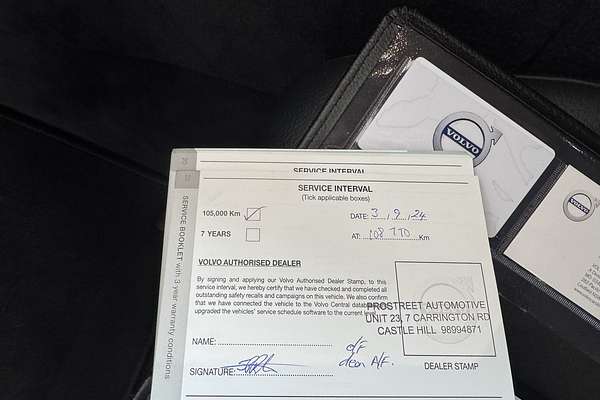 VOLVO
VOLVO
SERVICE INTERVAL
SERVICE INTERVAL
(Tick applicable boxes)
105,000 Km
DATE: 3.9.24
7 YEARS
AT: 108 770 Km
VOLVO AUTHORISED DEALER
By signing and applying our Volvo Authorised Dealer Stamp, to this
service interval, we hereby certify that we have checked and completed all
outstanding safety recalls and campaigns on this vehicle. We also confirm
that we have connected the vehicle to the Volvo Central database
upgraded the vehicles' service schedule software to the current
PROSTREET AUTOMOTIVE
UNIT 23, 7 CARRINGTON RD
CASTLE HILL 98994871
NAME:
SIGNATURE:
O/F
clean A/F.
DEALER STAMP
30
31
SERVICE BOOKLET with 3 year warranty conditions